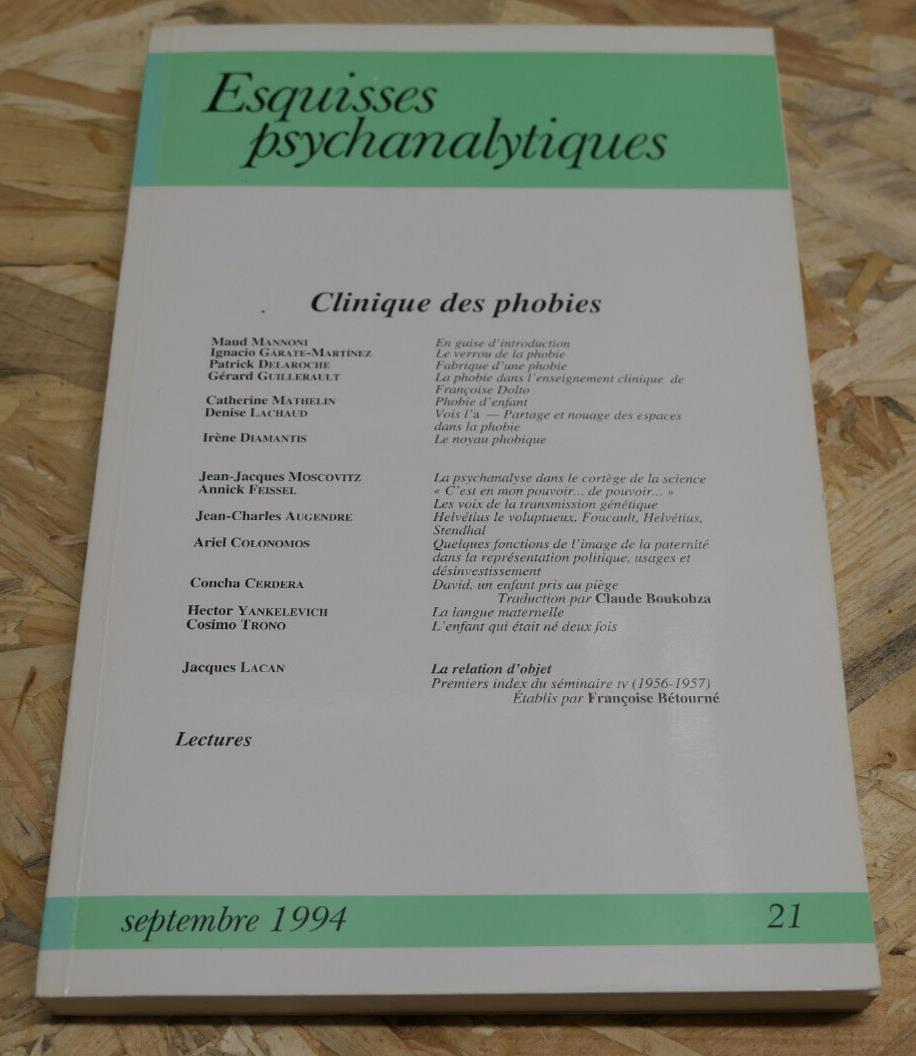 Esquisses
psychanalytiques
Clinique des phobies
Maud MANNONI En guise d'introduction
Ignacio GÁRATE-MARTÍNEZ Le verrou de la phobie
Patrick DELAROCHE Fabrique d'une phobie
Gérard GUILLERAULT La phobie dans l'enseignement clinique de
Françoise Dolto
Catherine MATHELIN Phobie d'enfant
Denise LACHAUD Vois l'a — Partage et nouage des espaces
dans la phobie
Irène DIAMANTIS Le noyau phobique
Jean-Jacques MOSCOVITZ La psychanalyse dans le cortège de la science
Annick FEISSEL « C'est en mon pouvoir... de pouvoir... »
Les voix de la transmission génétique
Jean-Charles AUGENDRE Helvétius le voluptueux. Foucault, Helvétius,
Stendhal
Ariel COLONOMOS Quelques fonctions de l'image de la paternité
dans la représentation politique, usages et
désinvestissement
Concha CERDERA David, un enfant pris au piège
Traduction par Claude Boukobza
Hector YANKELEVICH La langue maternelle
Cosimo TRONO L'enfant qui était né deux fois
Jacques LACAN La relation d'objet
Premiers index du séminaire IV (1956-1957)
Établis par Françoise Bétourné
Lectures
septembre 1994 21